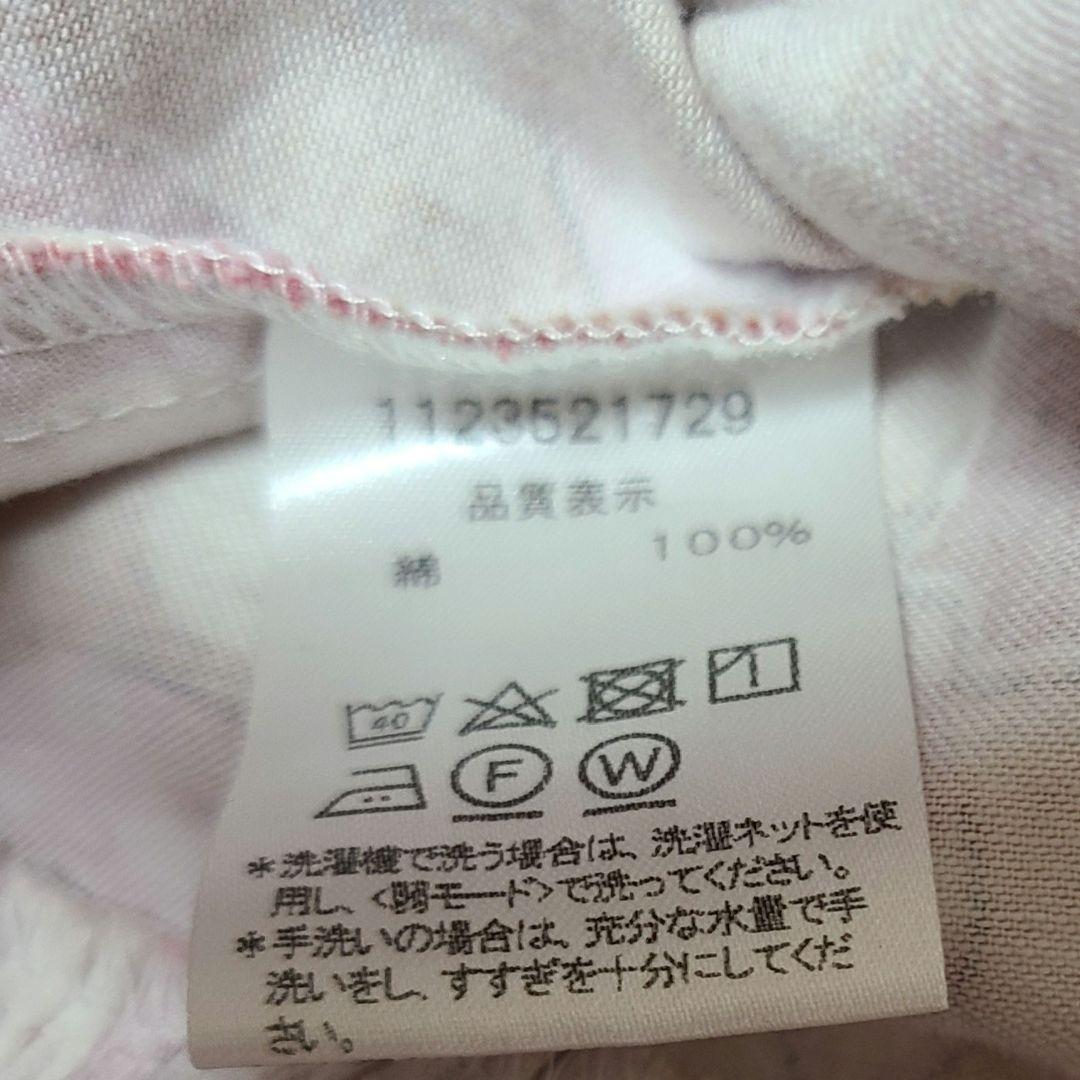 1123521729
品質表示
綿 100%
40
F W
*洗濯機で洗う場合は、洗濯ネットを使
用し、<弱モード>で洗ってください。
*手洗いの場合は、充分な水量で手
洗いをし、すすぎを十分にしてくだ
さい。